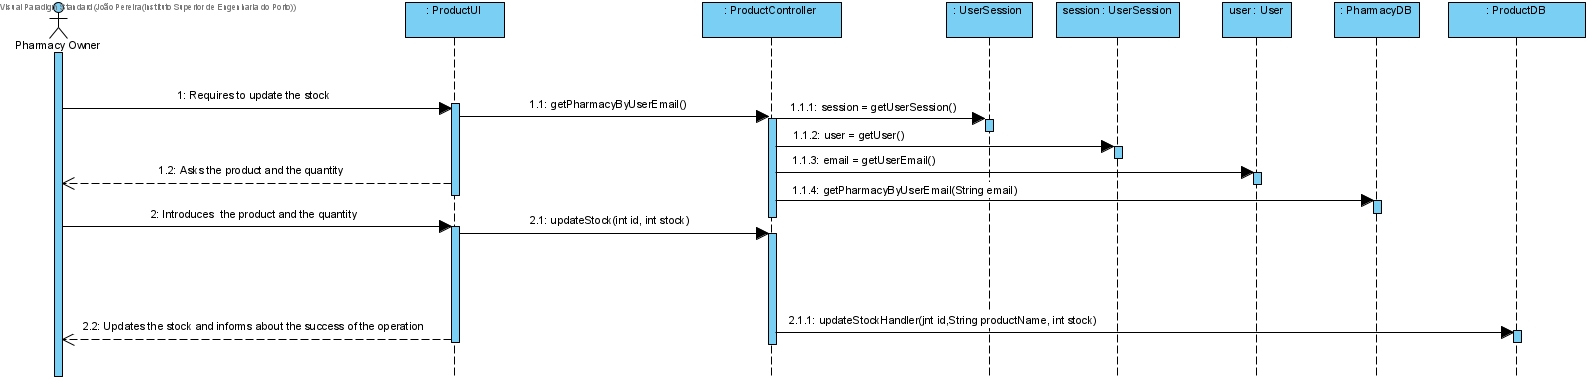 Visual Paradigm Standard(João Pereira(Instituto Superior de Engenharia do Porto))
: ProductUI
: ProductController
: UserSession
session : UserSession
user : User
: PharmacyDB
: ProductDB
Pharmacy Owner
1: Requires to update the stock
1.1: getPharmacyByUserEmail()
1.1.1: session = getUserSession()
1.1.2: user = getUser()
1.1.3: email = getUserEmail()
1.2: Asks the product and the quantity
1.1.4: getPharmacyByUserEmail(String email)
2: Introduces  the product and the quantity
2.1: updateStock(int id, int stock)
2.2: Updates the stock and informs about the success of the operation
2.1.1: updateStockHandler(jnt id,String productName, int stock)